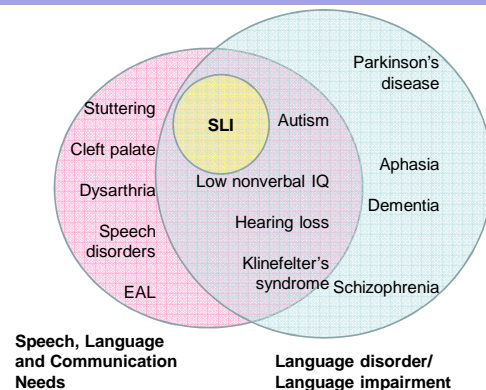 Stuttering
Cleft palate
Dysarthria
Speech
disorders
EAL
SLI
Autism
Low nonverbal IQ
Hearing loss
Klinefelter's
syndrome
Parkinson's
disease
Aphasia
Dementia
Schizophrenia
Speech, Language
and Communication
Needs
Language disorder/
Language impairment